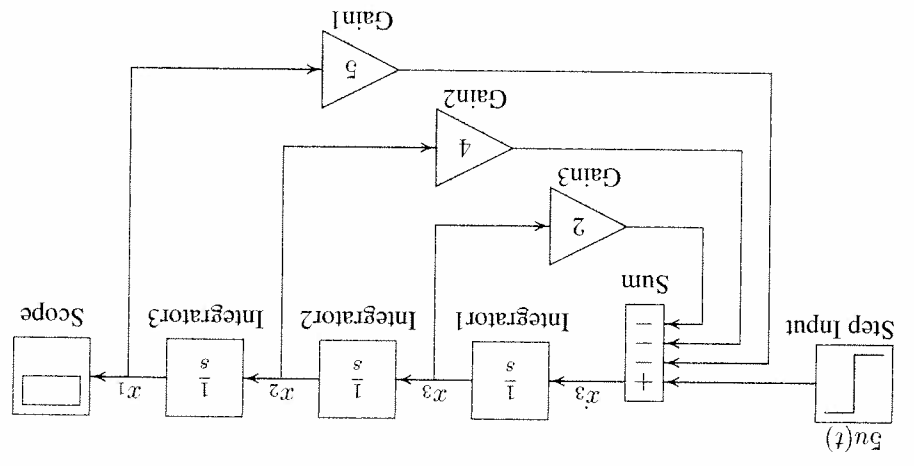 5u(t)
+
−
−
−
ẋ₃
1
s
x₃
1
s
x₂
1
s
x₁
Step Input
Sum
Integrator1
Integrator2
Integrator3
Scope
2
Gain3
4
Gain2
5
Gain1